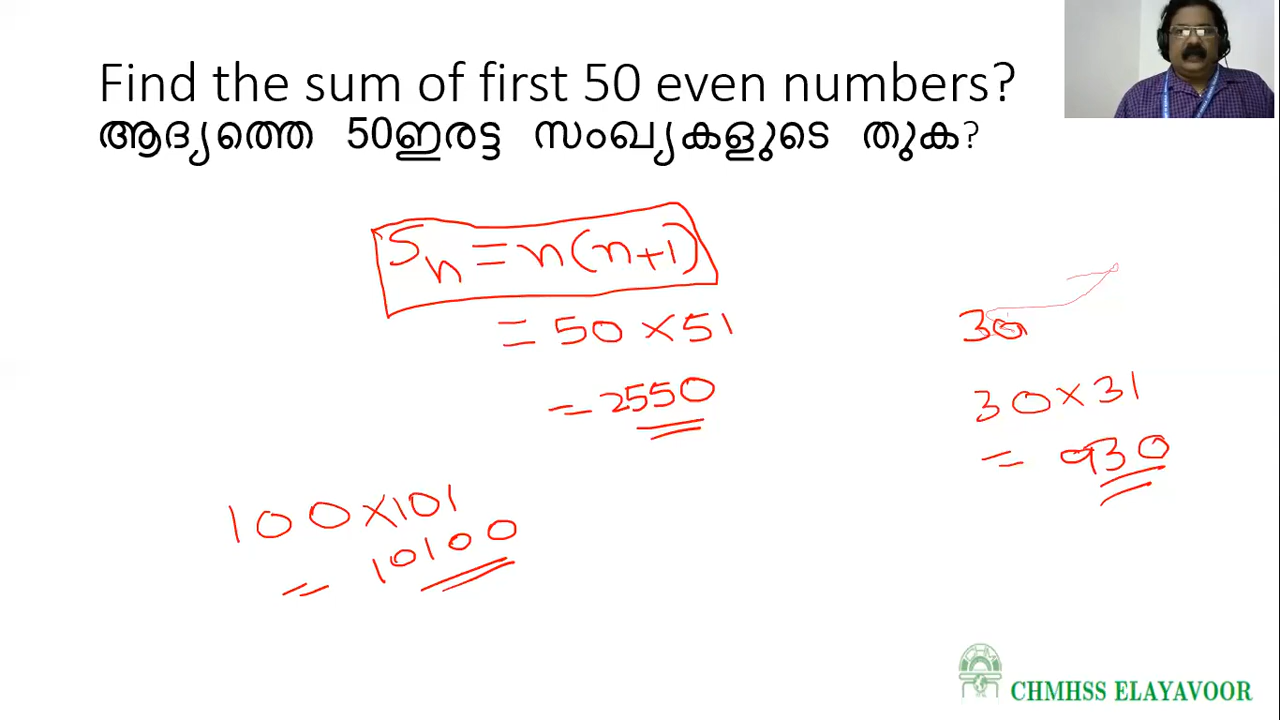 Find the sum of first 50 even numbers?
ആദ്യത്തെ 50ഇരട്ട സംഖ്യകളുടെ തുക?
Sn = n(n+1)
= 50 × 51
= 2550
30
30 × 31
= 930
100 × 101
= 10100
CHMHSS ELAYAVOOR